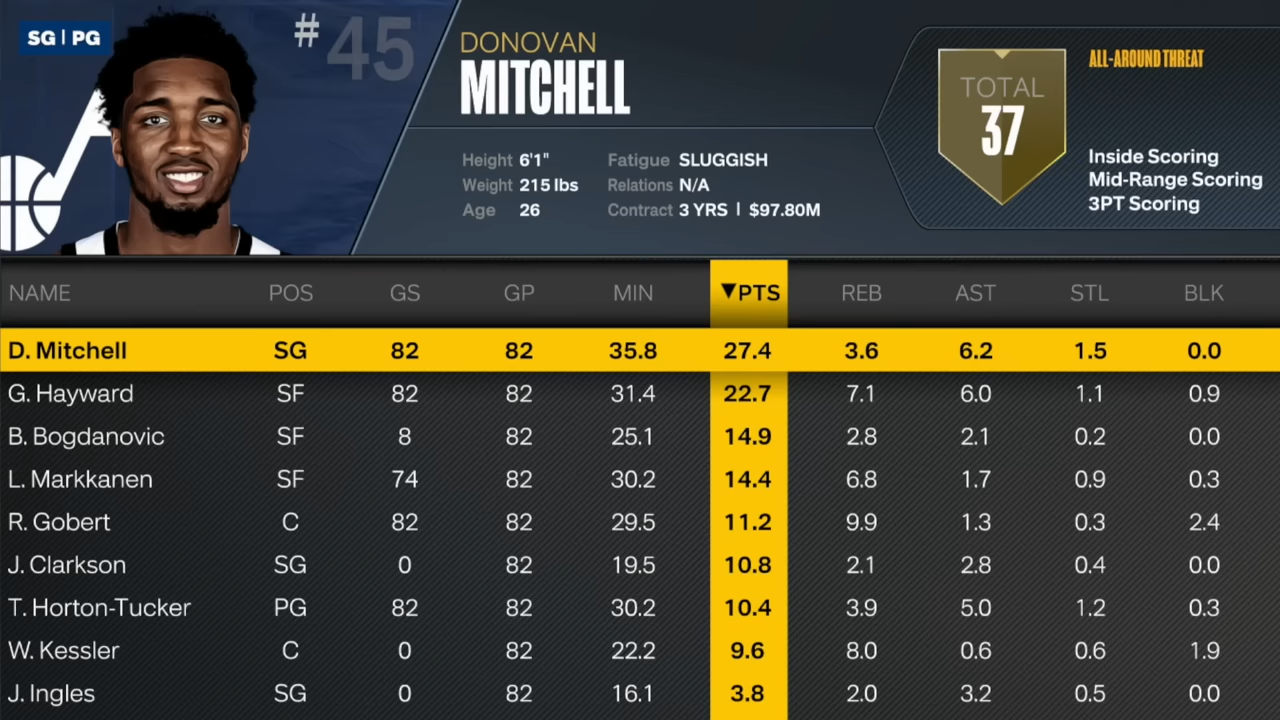 SG | PG
#45
DONOVAN
MITCHELL
Height 6'1"
Weight 215 lbs
Age 26
Fatigue SLUGGISH
Relations N/A
Contract 3 YRS | $97.80M
TOTAL
37
ALL-AROUND THREAT
Inside Scoring
Mid-Range Scoring
3PT Scoring
NAME POS GS GP MIN ▼PTS REB AST STL BLK
D. Mitchell SG 82 82 35.8 27.4 3.6 6.2 1.5 0.0
G. Hayward SF 82 82 31.4 22.7 7.1 6.0 1.1 0.9
B. Bogdanovic SF 8 82 25.1 14.9 2.8 2.1 0.2 0.0
L. Markkanen SF 74 82 30.2 14.4 6.8 1.7 0.9 0.3
R. Gobert C 82 82 29.5 11.2 9.9 1.3 0.3 2.4
J. Clarkson SG 0 82 19.5 10.8 2.1 2.8 0.4 0.0
T. Horton-Tucker PG 82 82 30.2 10.4 3.9 5.0 1.2 0.3
W. Kessler C 0 82 22.2 9.6 8.0 0.6 0.6 1.9
J. Ingles SG 0 82 16.1 3.8 2.0 3.2 0.5 0.0